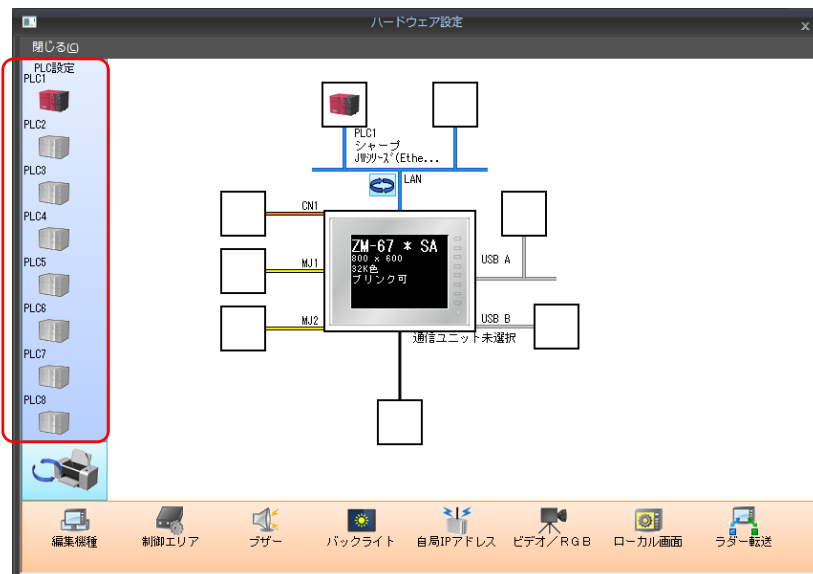 ハードウェア設定
x
閉じる(C)
PLC設定
PLC1
PLC2
PLC3
PLC4
PLC5
PLC6
PLC7
PLC8
PLC1
シャープ
JWｼﾘｰｽﾞ(Ethe...
LAN
CN1
MJ1
MJ2
ZM-67 * SA
800 x 600
32K色
ブリンク可
USB A
USB B
通信ユニット未選択
編集機種
制御エリア
ブザー
バックライト
自局IPアドレス
ビデオ／RGB
ローカル画面
ラダー転送